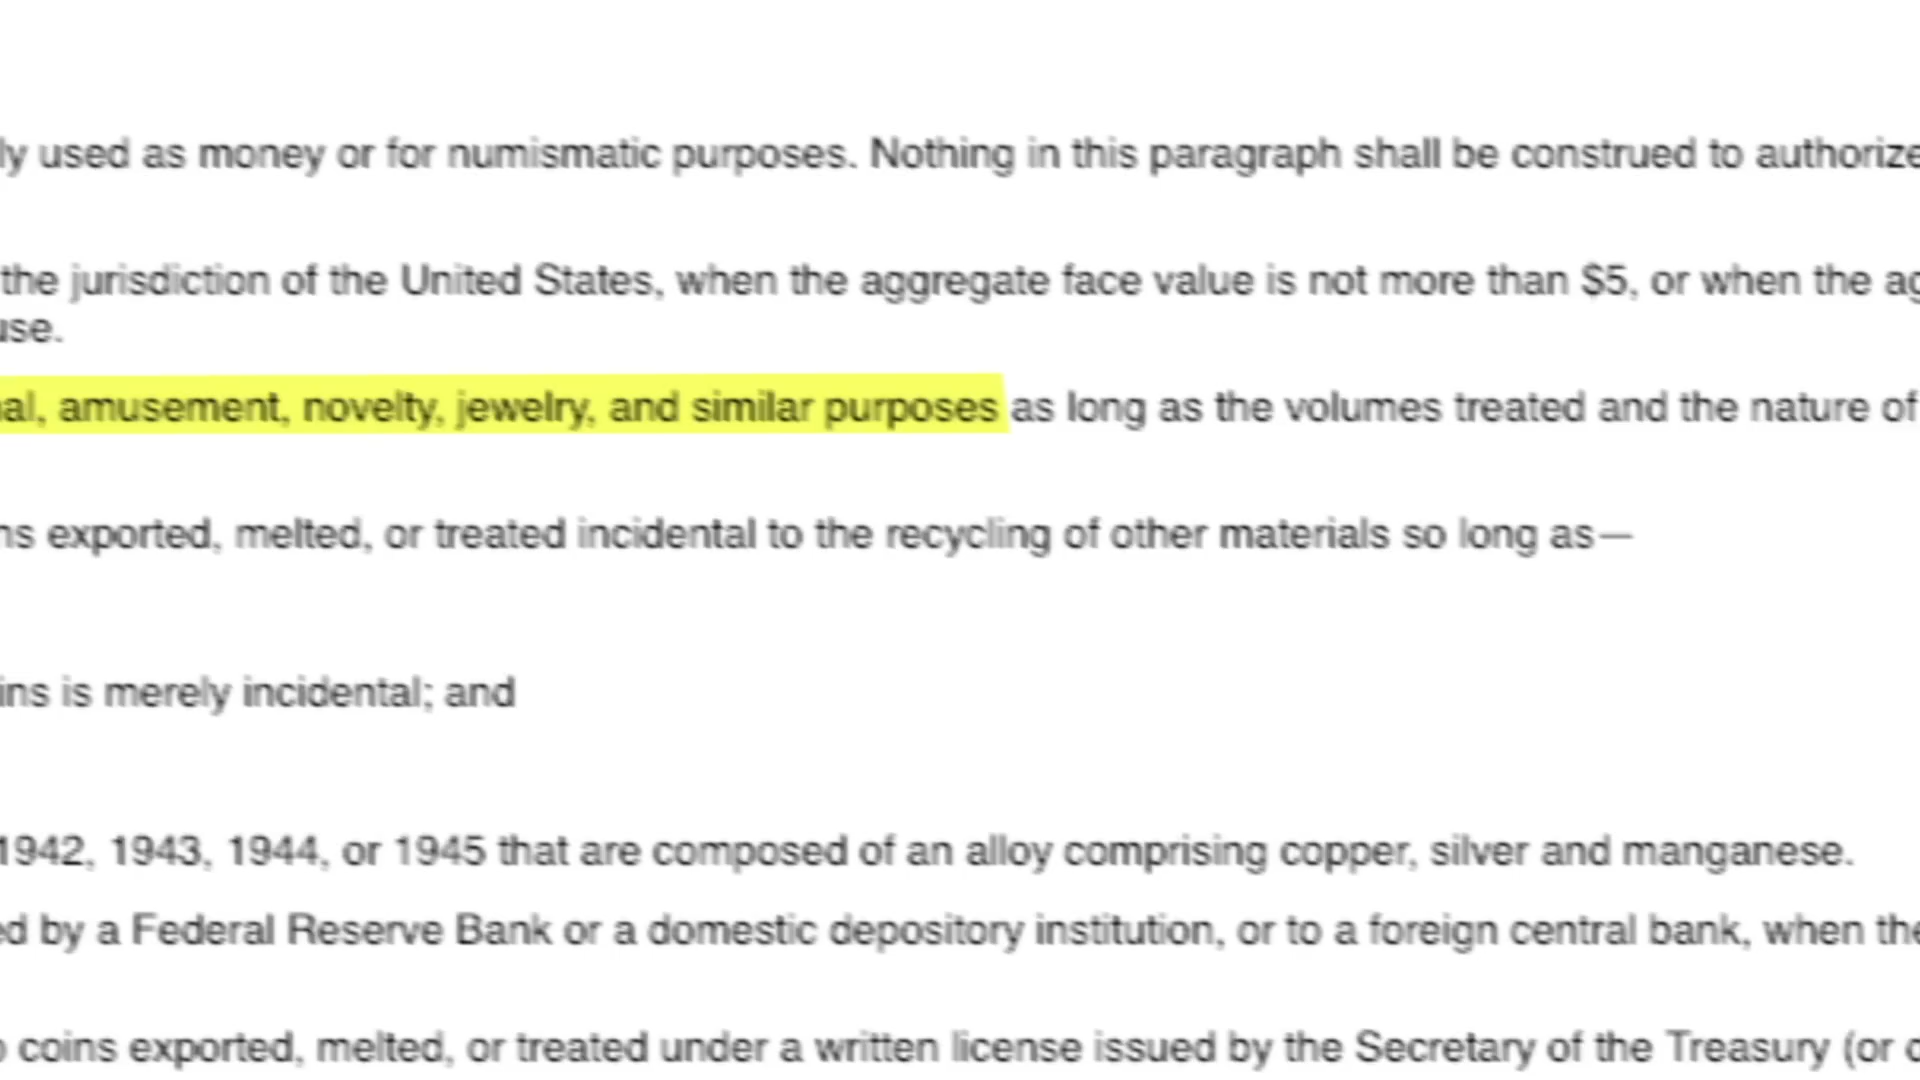 ly used as money or for numismatic purposes. Nothing in this paragraph shall be construed to authorize
the jurisdiction of the United States, when the aggregate face value is not more than $5, or when the ag
use.
al, amusement, novelty, jewelry, and similar purposes as long as the volumes treated and the nature of
ns exported, melted, or treated incidental to the recycling of other materials so long as—
ins is merely incidental; and
1942, 1943, 1944, or 1945 that are composed of an alloy comprising copper, silver and manganese.
ed by a Federal Reserve Bank or a domestic depository institution, or to a foreign central bank, when the
o coins exported, melted, or treated under a written license issued by the Secretary of the Treasury (or